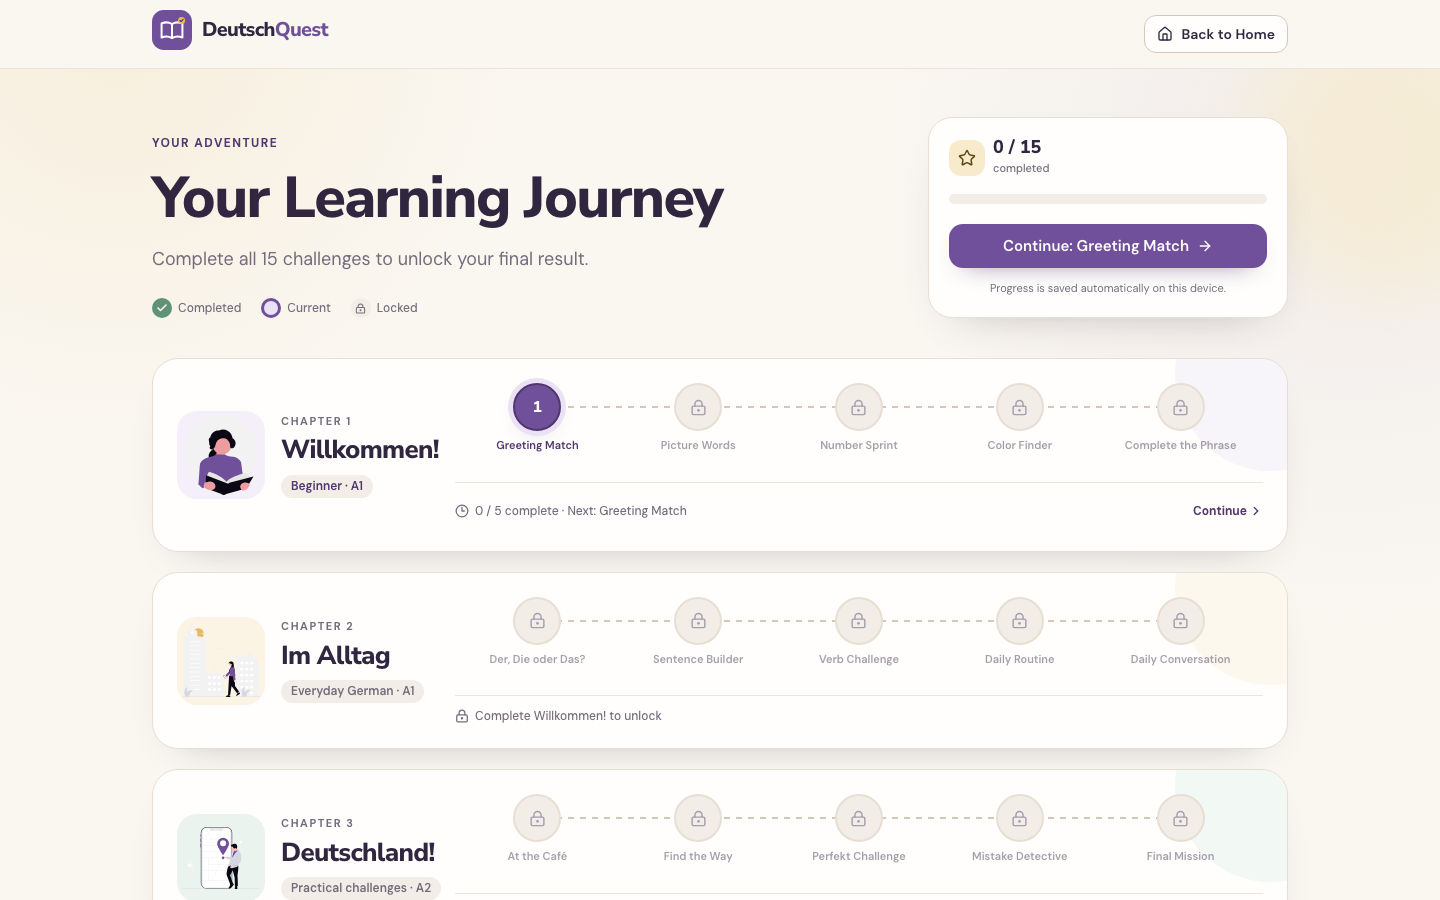 DeutschQuest
Back to Home
YOUR ADVENTURE
Your Learning Journey
Complete all 15 challenges to unlock your final result.
Completed
Current
Locked
0 / 15
completed
Continue: Greeting Match
Progress is saved automatically on this device.
CHAPTER 1
Willkommen!
Beginner · A1
1
Greeting Match
Picture Words
Number Sprint
Color Finder
Complete the Phrase
0 / 5 complete · Next: Greeting Match
Continue
CHAPTER 2
Im Alltag
Everyday German · A1
Der, Die oder Das?
Sentence Builder
Verb Challenge
Daily Routine
Daily Conversation
Complete Willkommen! to unlock
CHAPTER 3
Deutschland!
Practical challenges · A2
At the Café
Find the Way
Perfekt Challenge
Mistake Detective
Final Mission